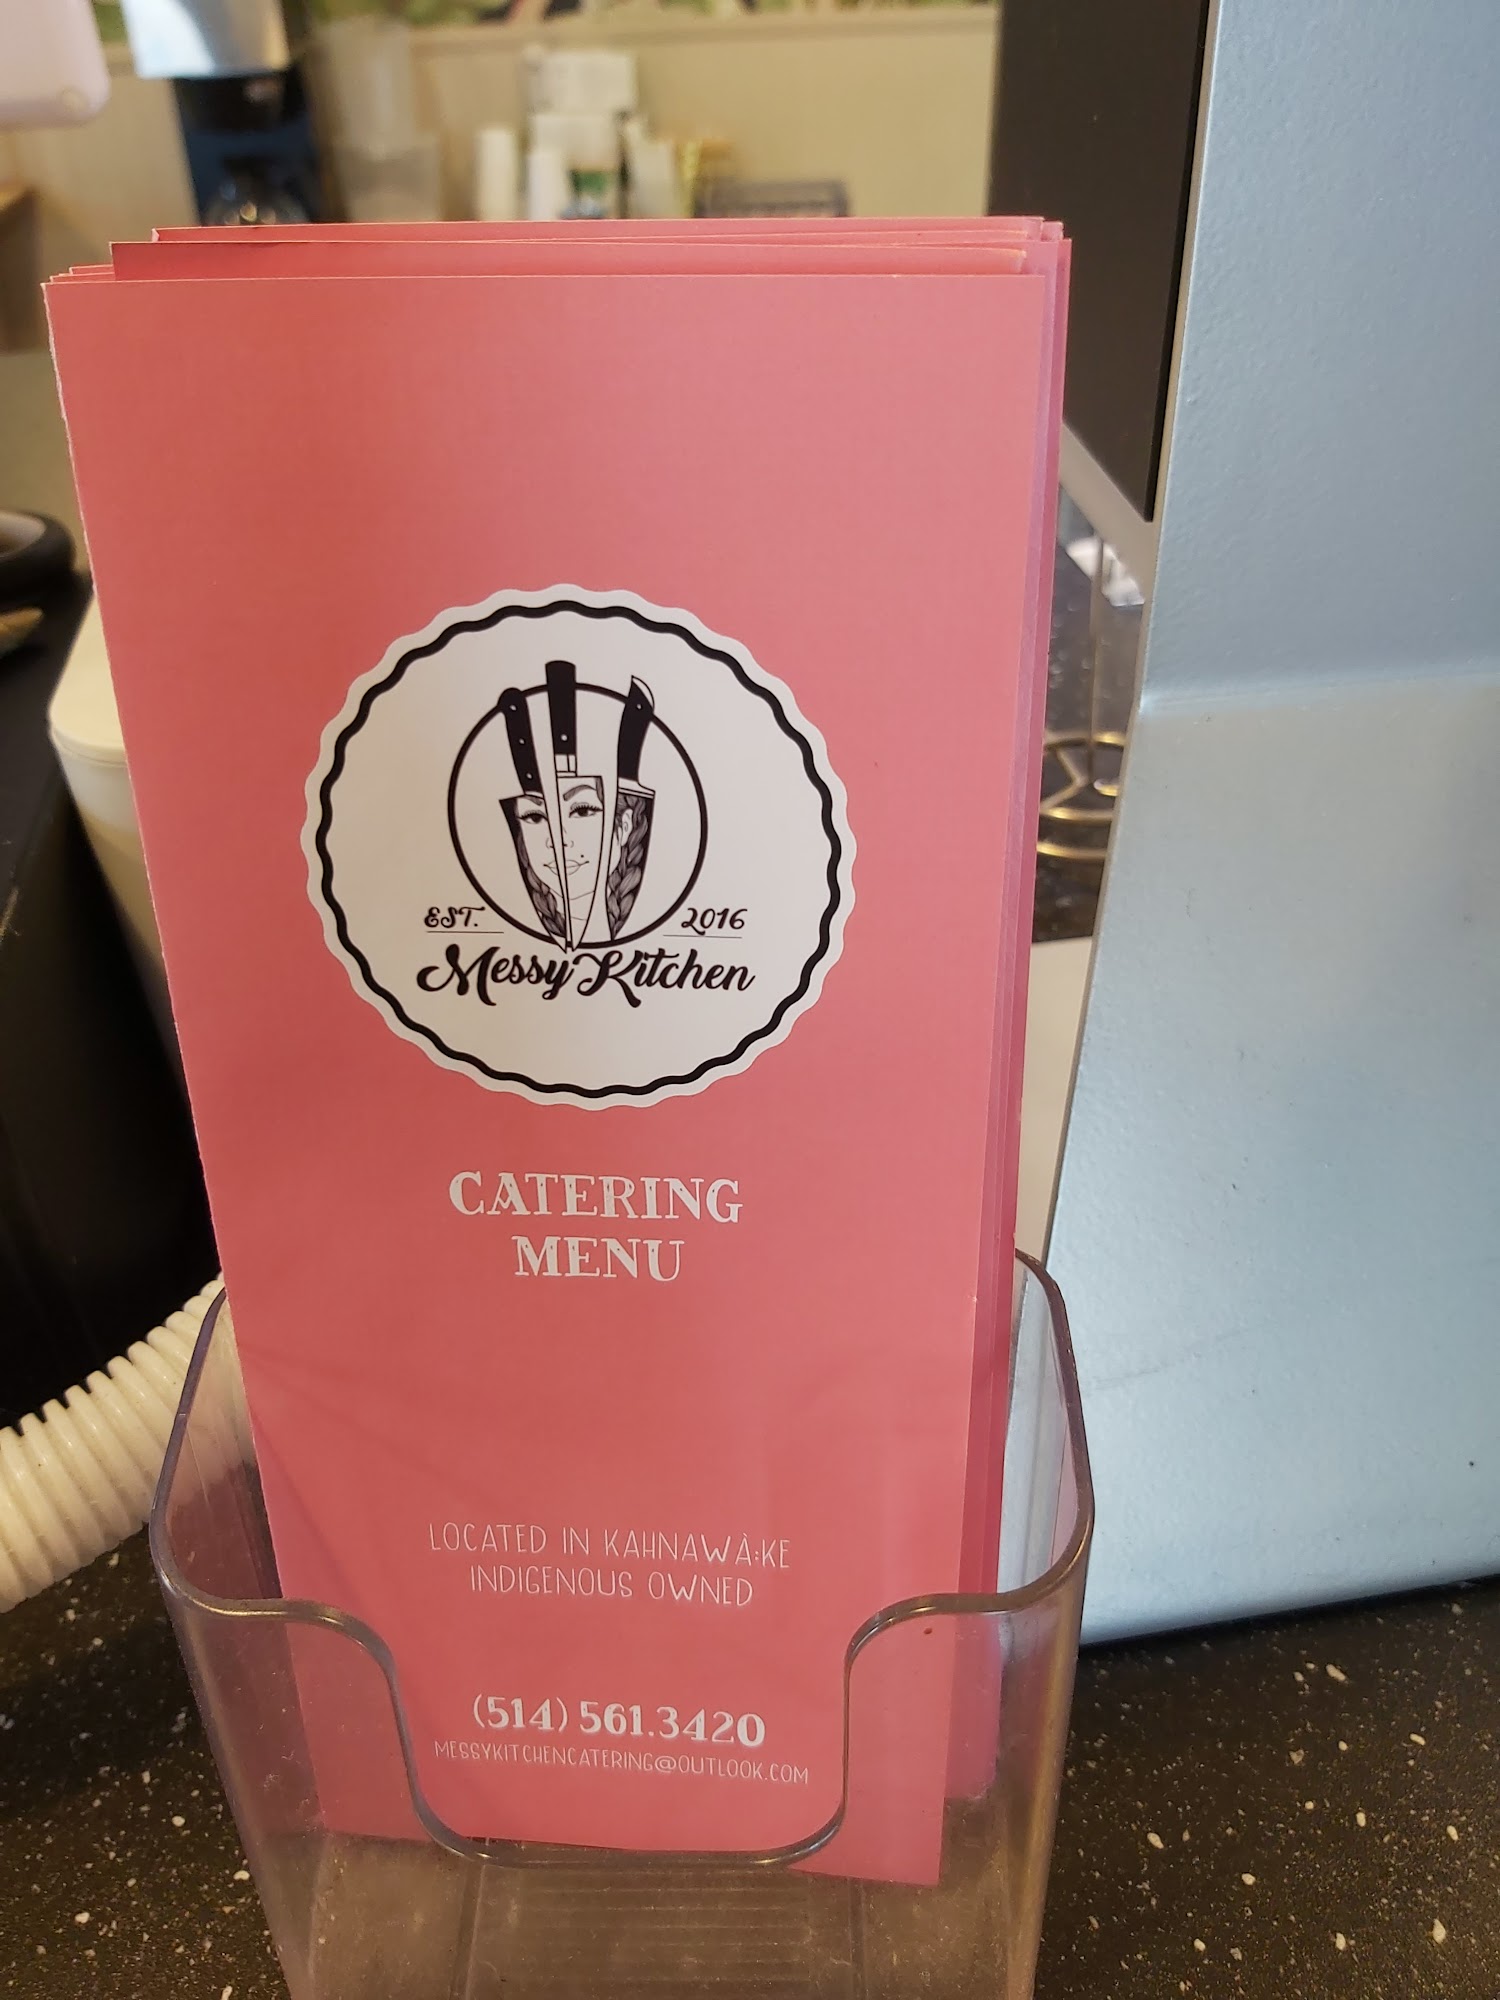 EST. 2016
Messy Kitchen
CATERING
MENU
LOCATED IN KAHNAWÀ:KE
INDIGENOUS OWNED
(514) 561.3420
MESSYKITCHENCATERING@OUTLOOK.COM